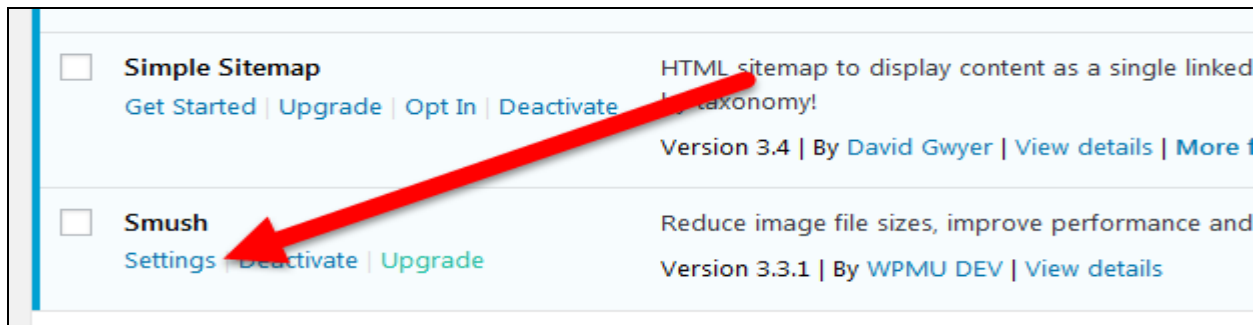 Simple Sitemap
HTML sitemap to display content as a single linked
Get Started | Upgrade | Opt In | Deactivate
by taxonomy!
Version 3.4 | By David Gwyer | View details | More f
Smush
Reduce image file sizes, improve performance and
Settings | Deactivate | Upgrade
Version 3.3.1 | By WPMU DEV | View details